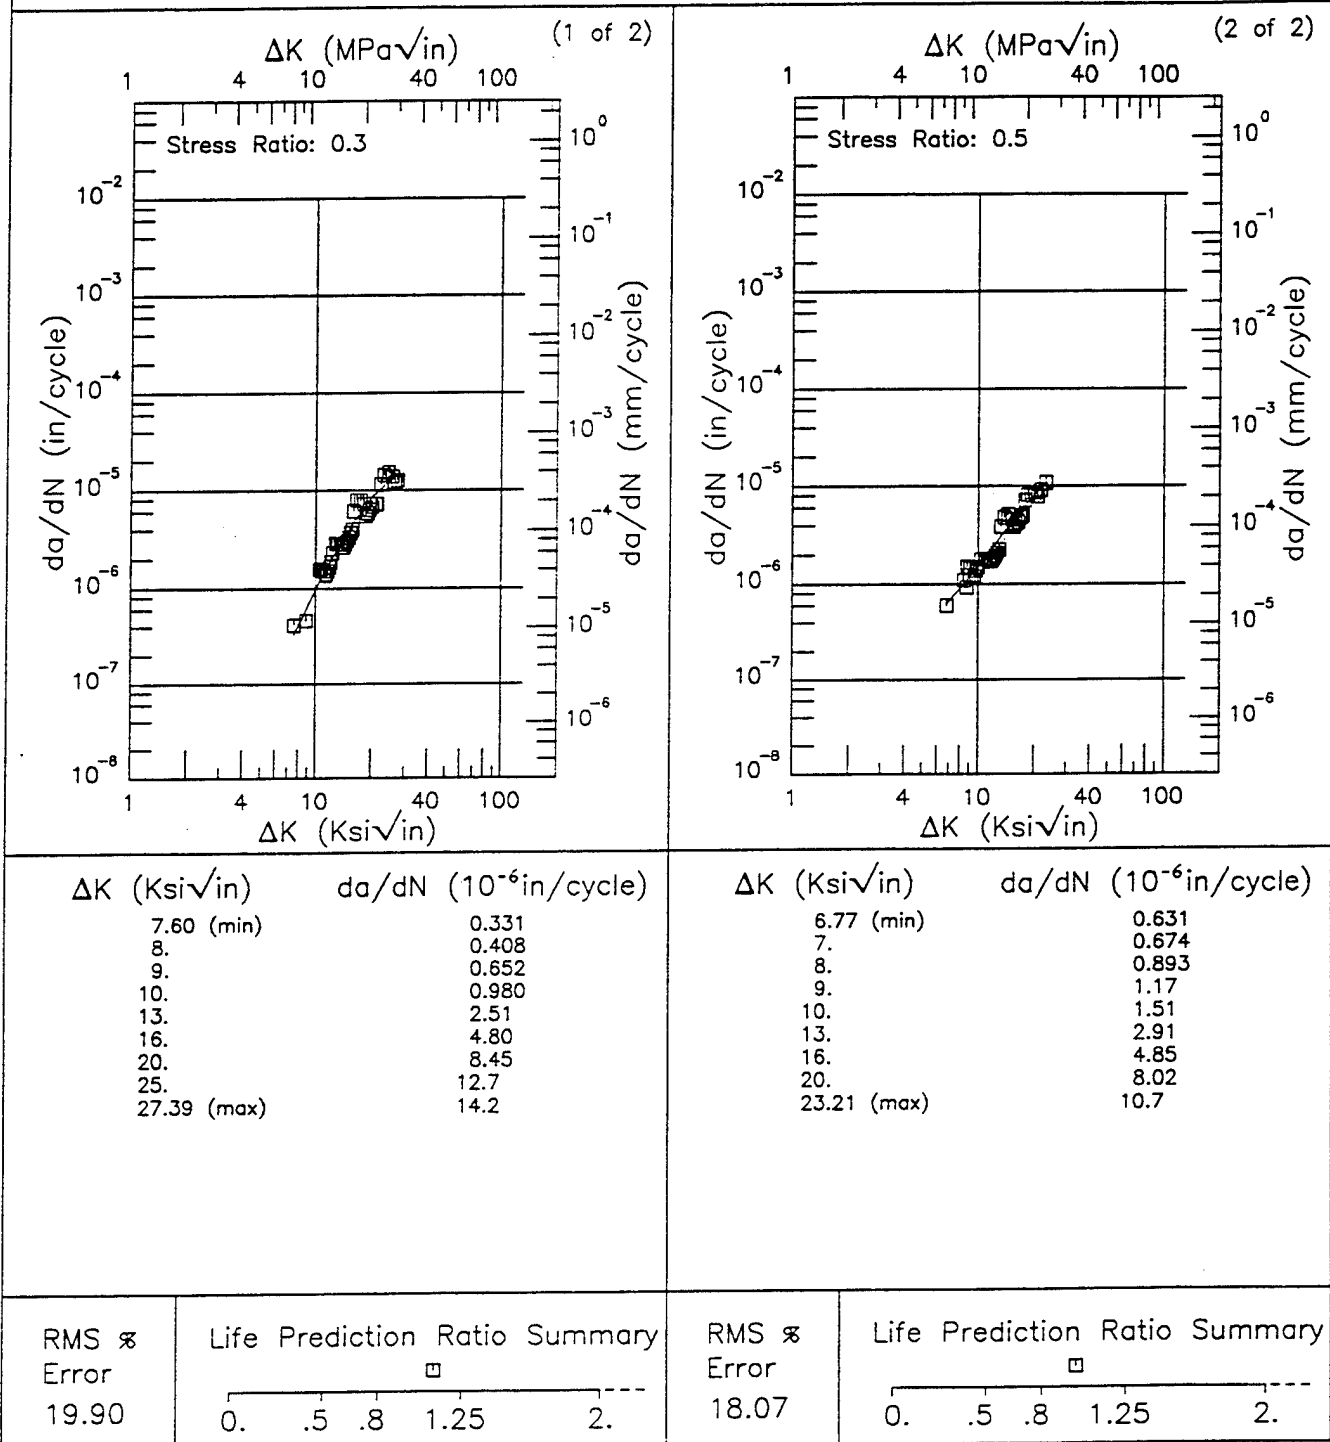 (1 of 2)
ΔK (MPa√in)
1 4 10 40 100
Stress Ratio: 0.3
10⁰
10⁻²
10⁻¹
10⁻³
10⁻²
10⁻⁴
10⁻³
10⁻⁵
10⁻⁴
10⁻⁶
10⁻⁵
10⁻⁷
10⁻⁶
10⁻⁸
da/dN (in/cycle)
da/dN (mm/cycle)
1 4 10 40 100
ΔK (Ksi√in)
ΔK (Ksi√in) da/dN (10⁻⁶in/cycle)
7.60 (min) 0.331
8. 0.408
9. 0.652
10. 0.980
13. 2.51
16. 4.80
20. 8.45
25. 12.7
27.39 (max) 14.2
RMS % Error 19.90
Life Prediction Ratio Summary
0. .5 .8 1.25 2.
(2 of 2)
ΔK (MPa√in)
1 4 10 40 100
Stress Ratio: 0.5
10⁰
10⁻²
10⁻¹
10⁻³
10⁻²
10⁻⁴
10⁻³
10⁻⁵
10⁻⁴
10⁻⁶
10⁻⁵
10⁻⁷
10⁻⁶
10⁻⁸
da/dN (in/cycle)
da/dN (mm/cycle)
1 4 10 40 100
ΔK (Ksi√in)
ΔK (Ksi√in) da/dN (10⁻⁶in/cycle)
6.77 (min) 0.631
7. 0.674
8. 0.893
9. 1.17
10. 1.51
13. 2.91
16. 4.85
20. 8.02
23.21 (max) 10.7
RMS % Error 18.07
Life Prediction Ratio Summary
0. .5 .8 1.25 2.